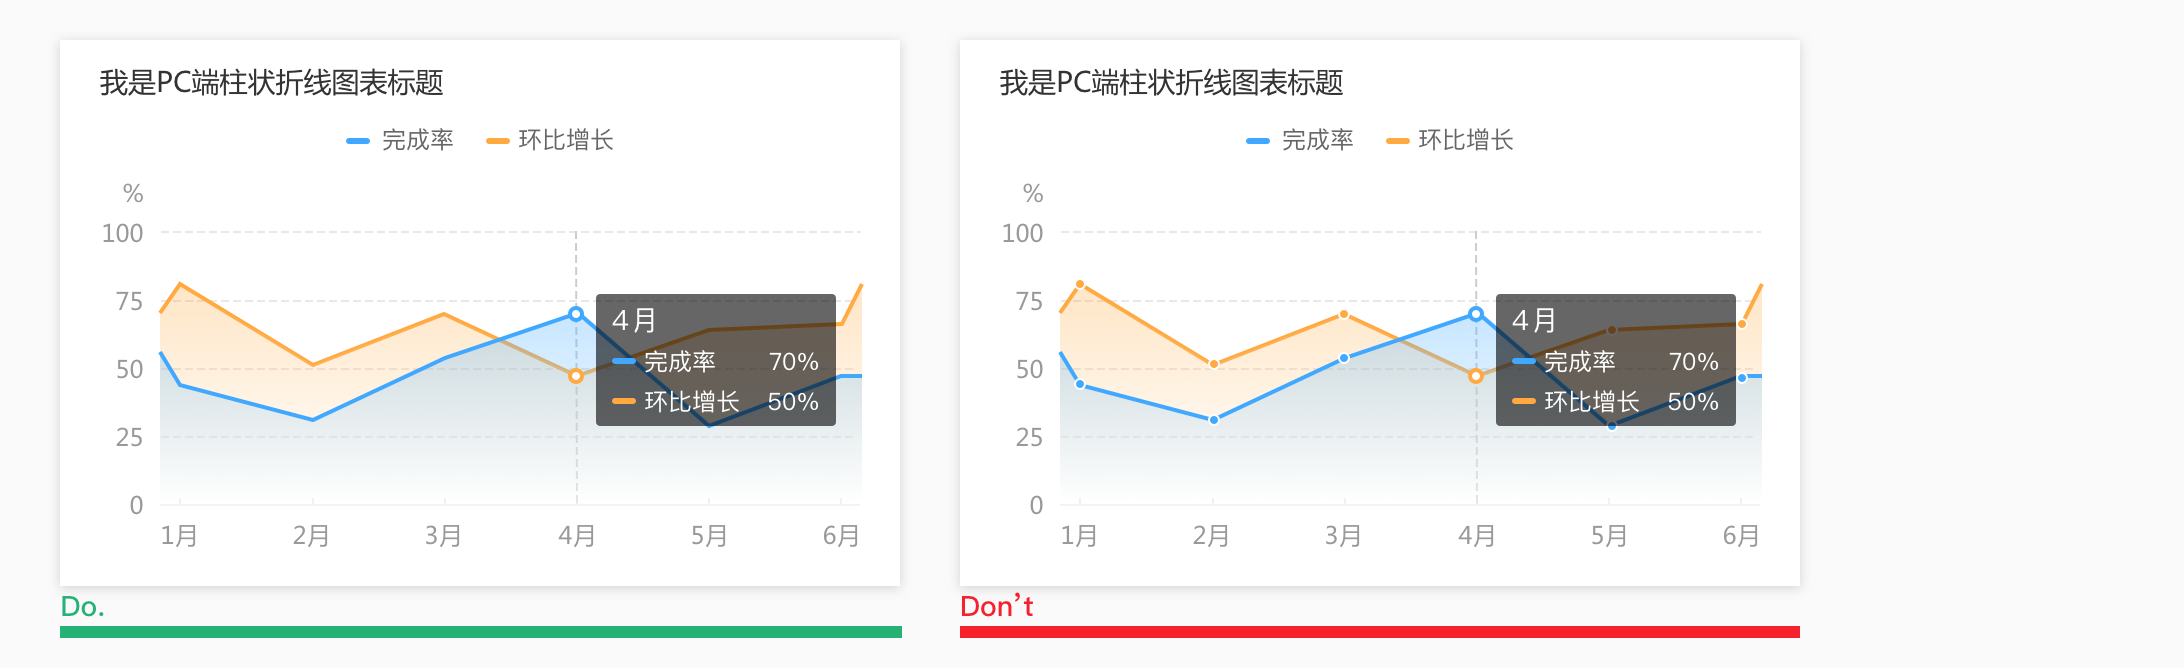 我是PC端柱状折线图表标题
完成率 环比增长
%
100
75
50
25
0
4月
完成率 70%
环比增长 50%
1月 2月 3月 4月 5月 6月
Do.
我是PC端柱状折线图表标题
完成率 环比增长
%
100
75
50
25
0
4月
完成率 70%
环比增长 50%
1月 2月 3月 4月 5月 6月
Don’t